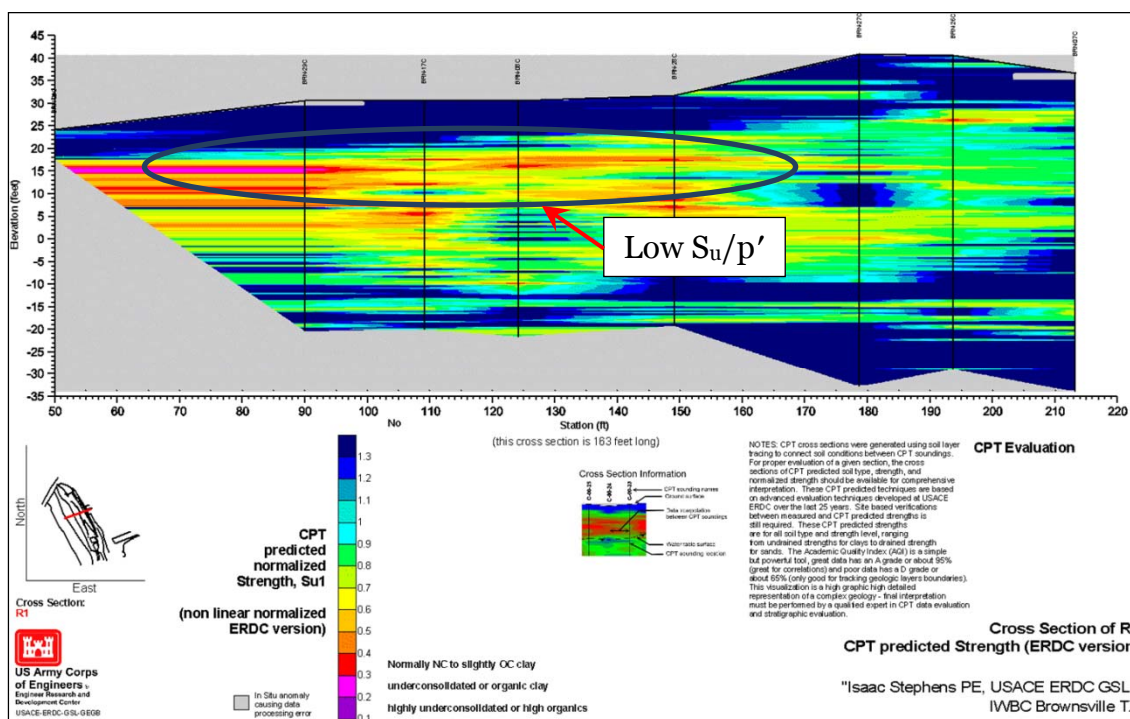 45
40
35
30
25
20
15
10
5
0
-5
-10
-15
-20
-25
-30
-35
Elevation (feet)
Low Su/p′
50 60 70 80 90 100 110 120 130 140 150 160 170 180 190 200 210 220
No
Station (ft)
(this cross section is 163 feet long)
North
East
Cross Section:
R1
US Army Corps
of Engineers
Engineer Research and
Development Center
USACE-ERDC-GSL-GEGB
CPT
predicted
normalized
Strength, Su1
(non linear normalized
ERDC version)
In Situ anomaly
causing data
processing error
1.3
1.2
1.1
1
0.9
0.8
0.7
0.6
0.5
0.4
0.3
0.2
0.1
Normally NC to slightly OC clay
underconsolidated or organic clay
highly underconsolidated or high organics
Cross Section Information
CPT sounding names
Ground surface
Data interpolation
between CPT soundings
Water table surface
CPT sounding location
NOTES: CPT cross sections were generated using soil layer
tracing to connect soil conditions between CPT soundings.
For proper evaluation of a given section, the cross
sections of CPT predicted soil type, strength, and
normalized strength should be available for comprehensive
interpretation. These CPT predicted techniques are based
on advanced evaluation techniques developed at USACE
ERDC over the last 25 years. Site based verifications
between measured and CPT predicted strengths is
still required. These CPT predicted strengths
are for all soil type and strength level, ranging
from undrained strengths for clays to drained strength
for sands. The Academic Quality Index (AQI) is a simple
but powerful tool, great data has an A grade or about 95%
(great for correlations) and poor data has a D grade or
about 65% (only good for tracking geologic layers boundaries).
This visualization is a high graphic high detailed
representation of a complex geology - final interpretation
must be performed by a qualified expert in CPT data evaluation
and stratigraphic evaluation.
CPT Evaluation
Cross Section of R
CPT predicted Strength (ERDC version
"Isaac Stephens PE, USACE ERDC GSL
IWBC Brownsville T